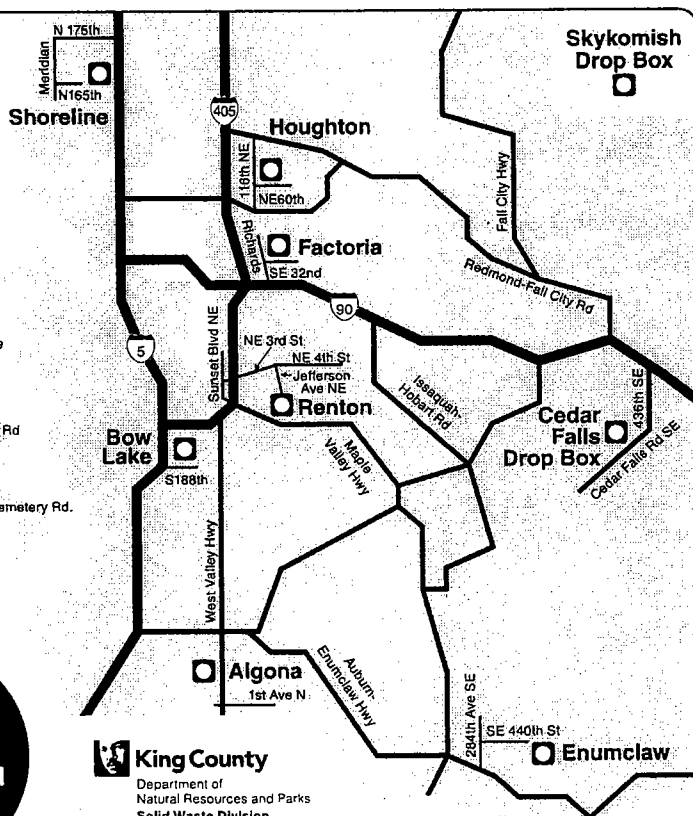 N 175th
Meridian
N165th
Shoreline
Skykomish
Drop Box
405
Houghton
116th NE
NE60th
Fall City Hwy
Richards
Factoria
SE 32nd
Redmond-Fall City Rd
90
5
Sunset Blvd NE
NE 3rd St
NE 4th St
Jefferson
Ave NE
Renton
Issaquah-
Hobart Rd
436th SE
Cedar
Falls
Drop Box
Cedar Falls Rd SE
Rd
Bow
Lake
S188th
Maple
Valley Hwy
emetery Rd.
West Valley Hwy
Algona
1st Ave N
Auburn-
Enumclaw Hwy
284th Ave SE
SE 440th St
Enumclaw
King County
Department of
Natural Resources and Parks
Solid Waste Division